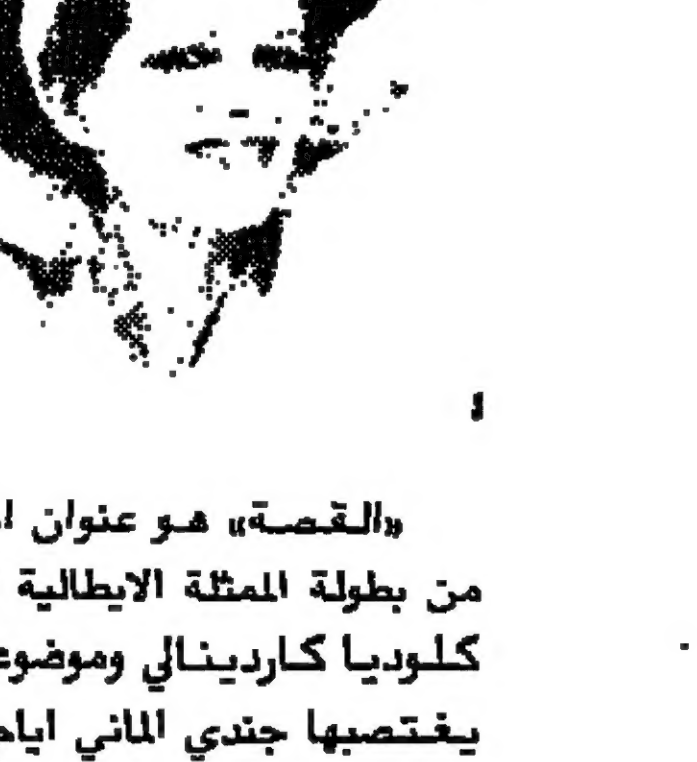 «القصة» هو عنوان
من بطولة الممثلة الايطالية
كلوديا كاردينالي
يغتصبها جندي الماني